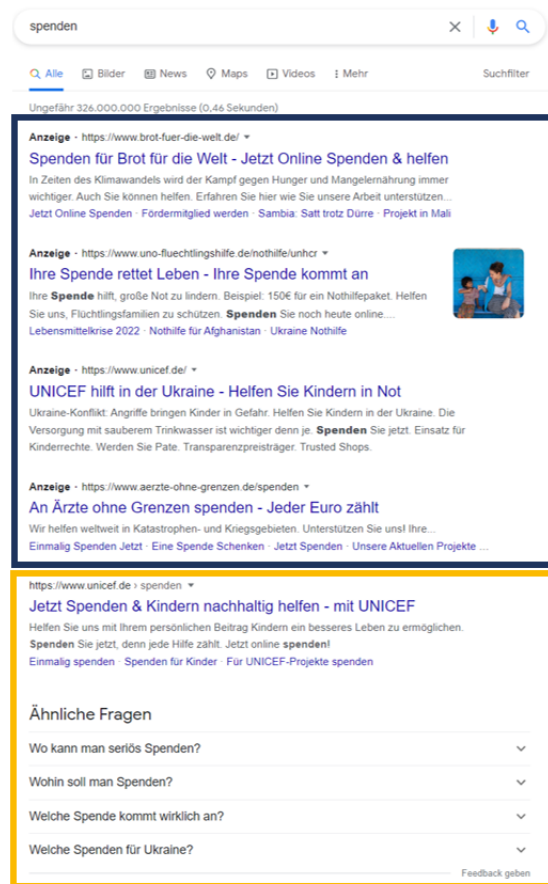 spenden
Alle Bilder News Maps Videos Mehr Suchfilter
Ungefähr 326.000.000 Ergebnisse (0,46 Sekunden)
Anzeige · https://www.brot-fuer-die-welt.de/
Spenden für Brot für die Welt - Jetzt Online Spenden & helfen
In Zeiten des Klimawandels wird der Kampf gegen Hunger und Mangelernährung immer
wichtiger. Auch Sie können helfen. Erfahren Sie hier wie Sie unsere Arbeit unterstützen...
Jetzt Online Spenden · Fördermitglied werden · Sambia: Satt trotz Dürre · Projekt in Mali
Anzeige · https://www.uno-fluechtlingshilfe.de/nothilfe/unhcr
Ihre Spende rettet Leben - Ihre Spende kommt an
Ihre Spende hilft, große Not zu lindern. Beispiel: 150€ für ein Nothilfepaket. Helfen
Sie uns, Flüchtlingsfamilien zu schützen. Spenden Sie noch heute online....
Lebensmittelkrise 2022 · Nothilfe für Afghanistan · Ukraine Nothilfe
Anzeige · https://www.unicef.de/
UNICEF hilft in der Ukraine - Helfen Sie Kindern in Not
Ukraine-Konflikt: Angriffe bringen Kinder in Gefahr. Helfen Sie Kindern in der Ukraine. Die
Versorgung mit sauberem Trinkwasser ist wichtiger denn je. Spenden Sie jetzt. Einsatz für
Kinderrechte. Werden Sie Pate. Transparenzpreisträger. Trusted Shops.
Anzeige · https://www.aerzte-ohne-grenzen.de/spenden
An Ärzte ohne Grenzen spenden - Jeder Euro zählt
Wir helfen weltweit in Katastrophen- und Kriegsgebieten. Unterstützen Sie uns! Ihre...
Einmalig Spenden Jetzt · Eine Spende Schenken · Jetzt Spenden · Unsere Aktuellen Projekte ...
https://www.unicef.de › spenden
Jetzt Spenden & Kindern nachhaltig helfen - mit UNICEF
Helfen Sie uns mit Ihrem persönlichen Beitrag Kindern ein besseres Leben zu ermöglichen.
Spenden Sie jetzt, denn jede Hilfe zählt. Jetzt online spenden!
Einmalig spenden · Spenden für Kinder · Für UNICEF-Projekte spenden
Ähnliche Fragen
Wo kann man seriös Spenden?
Wohin soll man Spenden?
Welche Spende kommt wirklich an?
Welche Spenden für Ukraine?
Feedback geben